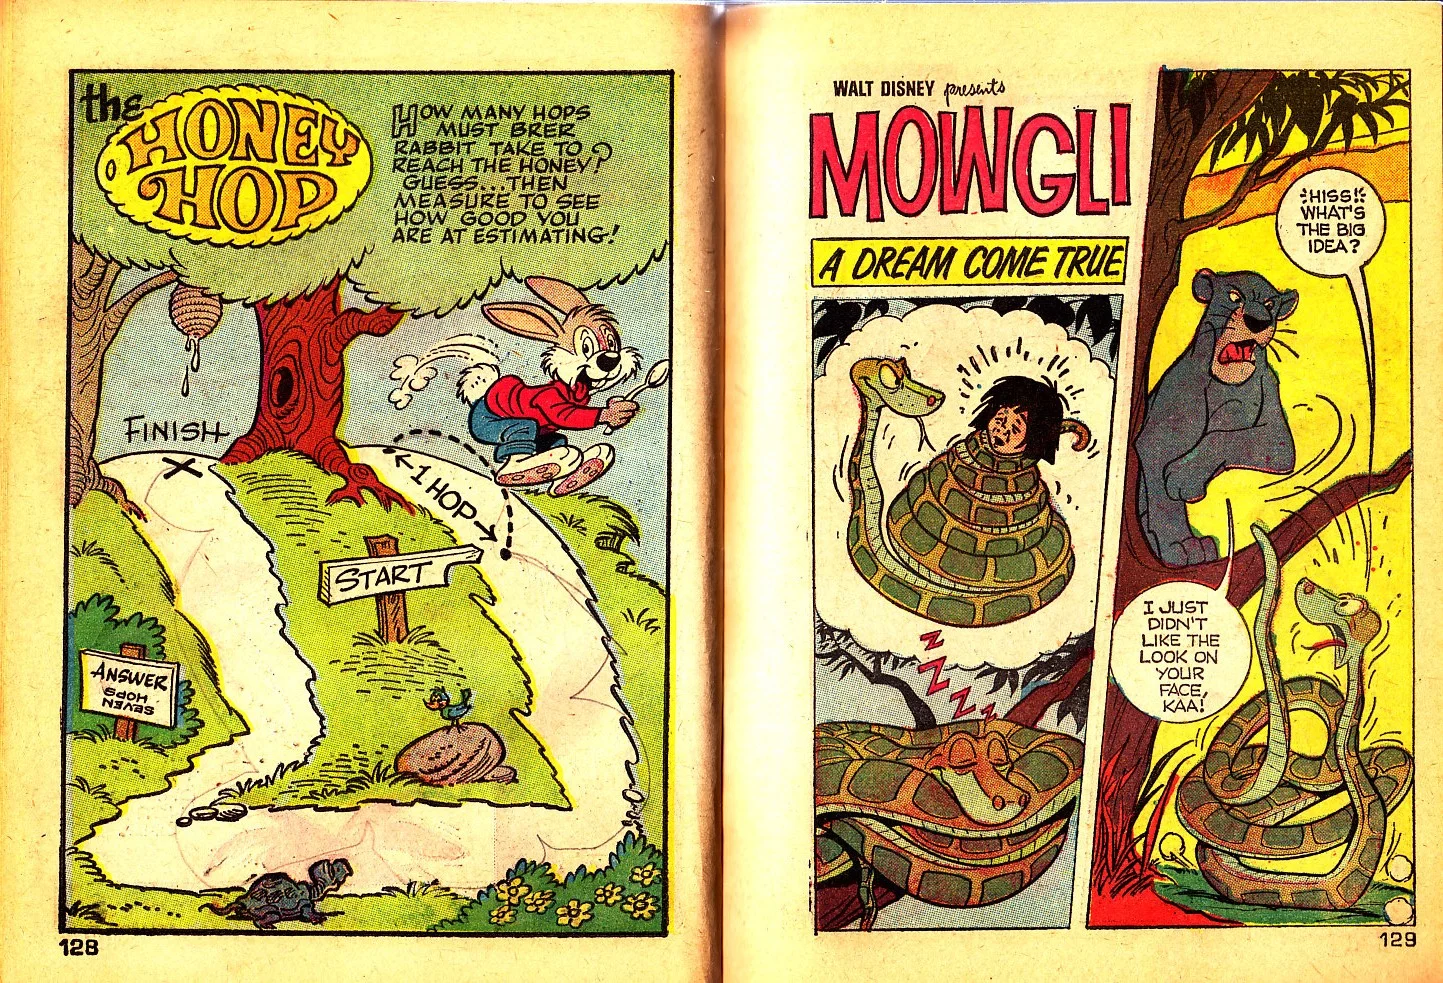 the
HONEY
HOP
HOW MANY HOPS
MUST BRER
RABBIT TAKE TO
REACH THE HONEY?
GUESS...THEN
MEASURE TO SEE
HOW GOOD YOU
ARE AT ESTIMATING!
FINISH
X
←1 HOP→
START
ANSWER
SEVEN
HOPS
128
WALT DISNEY presents
MOWGLI
A DREAM COME TRUE
Z
Z
Z
Z
HISS!
WHAT'S
THE BIG
IDEA?
I JUST
DIDN'T
LIKE THE
LOOK ON
YOUR
FACE,
KAA!
129